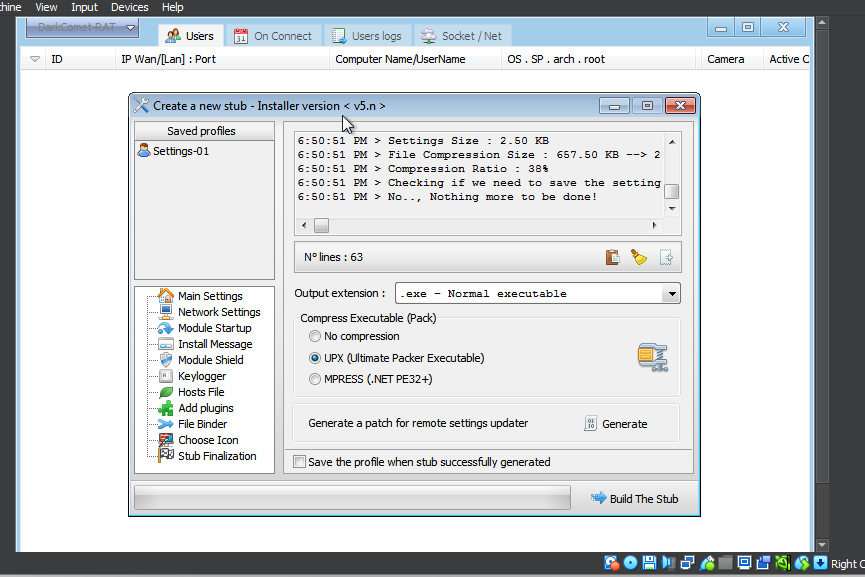 hine View Input Devices Help
DarkComet-RAT Users On Connect Users logs Socket / Net
ID IP Wan/[Lan] : Port Computer Name/UserName OS . SP . arch . root Camera Active C
Create a new stub - Installer version < v5.n >
Saved profiles
Settings-01
6:50:51 PM > Settings Size : 2.50 KB
6:50:51 PM > File Compression Size : 657.50 KB --> 2
6:50:51 PM > Compression Ratio : 38%
6:50:51 PM > Checking if we need to save the setting
6:50:51 PM > No.., Nothing more to be done!
N° lines : 63
Output extension : .exe - Normal executable
Compress Executable (Pack)
No compression
UPX (Ultimate Packer Executable)
MPRESS (.NET PE32+)
Generate a patch for remote settings updater Generate
Save the profile when stub successfully generated
Main Settings
Network Settings
Module Startup
Install Message
Module Shield
Keylogger
Hosts File
Add plugins
File Binder
Choose Icon
Stub Finalization
Build The Stub
Right C